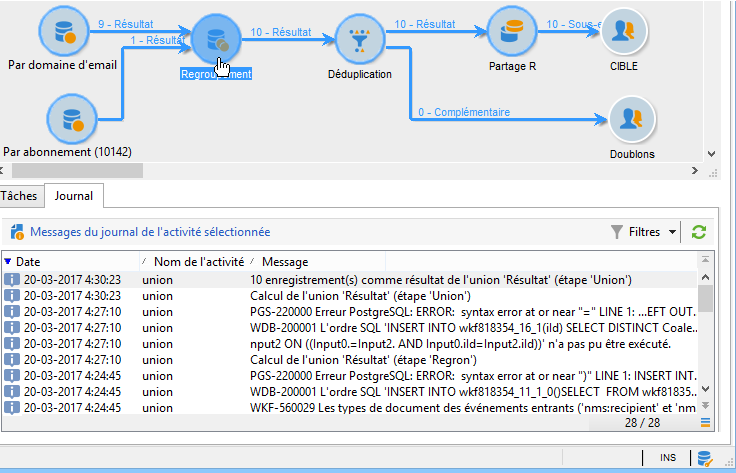 9 - Résultat
1 - Résultat
10 - Résultat
10 - Résultat
10 - Sous-e
Par domaine d'email
Regroupement
Déduplication
Partage R
CIBLE
0 - Complémentaire
Par abonnement (10142)
Doublons
Tâches
Journal
Messages du journal de l'activité sélectionnée
Filtres
Date Nom de l'activité Message
20-03-2017 4:30:23 union 10 enregistrement(s) comme résultat de l'union 'Résultat' (étape 'Union')
20-03-2017 4:30:23 union Calcul de l'union 'Résultat' (étape 'Union')
20-03-2017 4:27:10 union PGS-220000 Erreur PostgreSQL: ERROR: syntax error at or near "=" LINE 1: ...EFT OUT.
20-03-2017 4:27:10 union WDB-200001 L'ordre SQL 'INSERT INTO wkf818354_16_1(iId) SELECT DISTINCT Coale..
20-03-2017 4:27:10 union nput2 ON ((Input0.=Input2. AND Input0.iId=Input2.iId))' n'a pas pu être exécuté.
20-03-2017 4:27:10 union Calcul de l'union 'Résultat' (étape 'Regron')
20-03-2017 4:24:45 union PGS-220000 Erreur PostgreSQL: ERROR: syntax error at or near ")" LINE 1: INSERT INT.
20-03-2017 4:24:45 union WDB-200001 L'ordre SQL 'INSERT INTO wkf818354_11_1_0()SELECT FROM wkf81835..
20-03-2017 4:24:45 union WKF-560029 Les types de document des événements entrants ('nms:recipient' et 'nm
28 / 28
INS